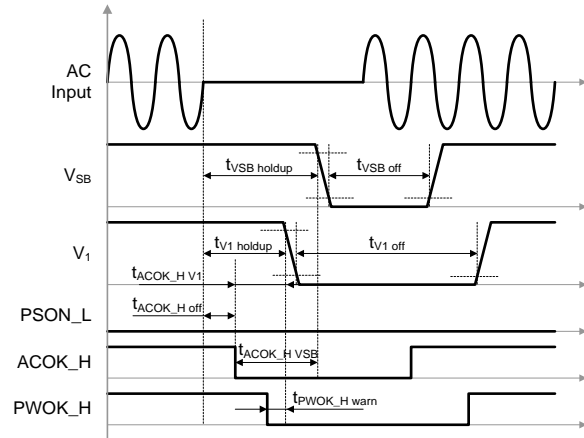 AC
Input
VSB
tVSB holdup
tVSB off
V1
tV1 holdup
tV1 off
tACOK_H V1
tACOK_H off
PSON_L
ACOK_H
tACOK_H VSB
PWOK_H
tPWOK_H warn